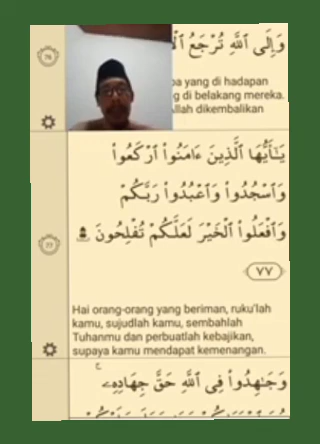 وَإِلَى ٱللَّهِ تُرْجَعُ
٧٦
yang di hadapan
di belakang mereka.
dikembalikan
يَـٰٓأَيُّهَا ٱلَّذِينَ ءَامَنُوا۟ ٱرْكَعُوا۟
وَٱسْجُدُوا۟ وَٱعْبُدُوا۟ رَبَّكُمْ
وَٱفْعَلُوا۟ ٱلْخَيْرَ لَعَلَّكُمْ تُفْلِحُونَ ۩
٧٧
﴿٧٧﴾
Hai orang-orang yang beriman, ruku'lah
kamu, sujudlah kamu, sembahlah
Tuhanmu dan perbuatlah kebajikan,
supaya kamu mendapat kemenangan.
وَجَـٰهِدُوا۟ فِى ٱللَّهِ حَقَّ جِهَادِهِۦ ۚ